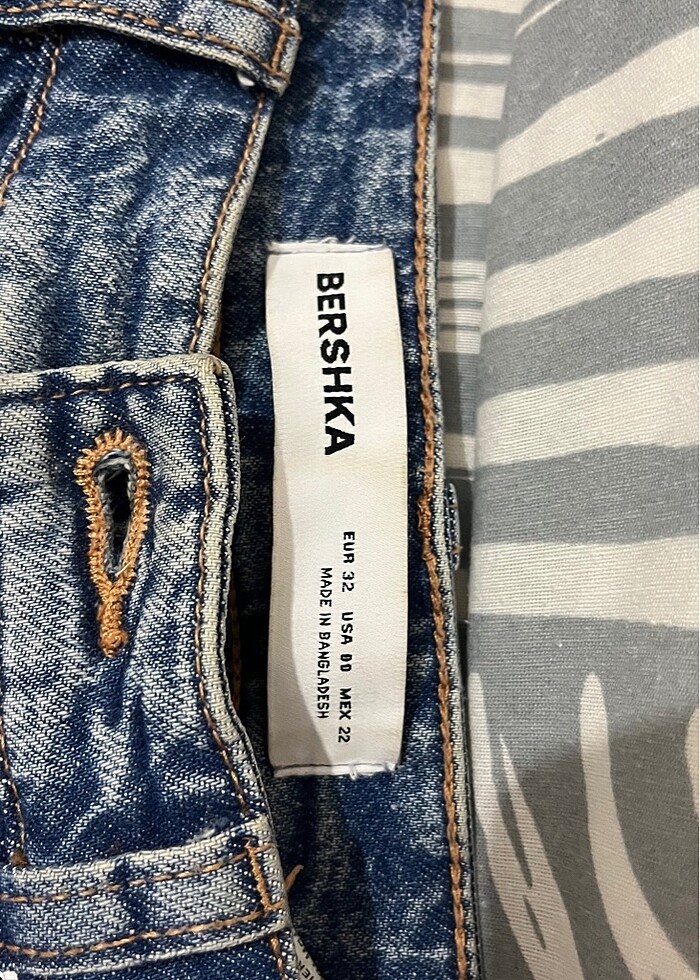 BERSHKA
EUR 32 USA 00 MEX 22
MADE IN BANGLADESH